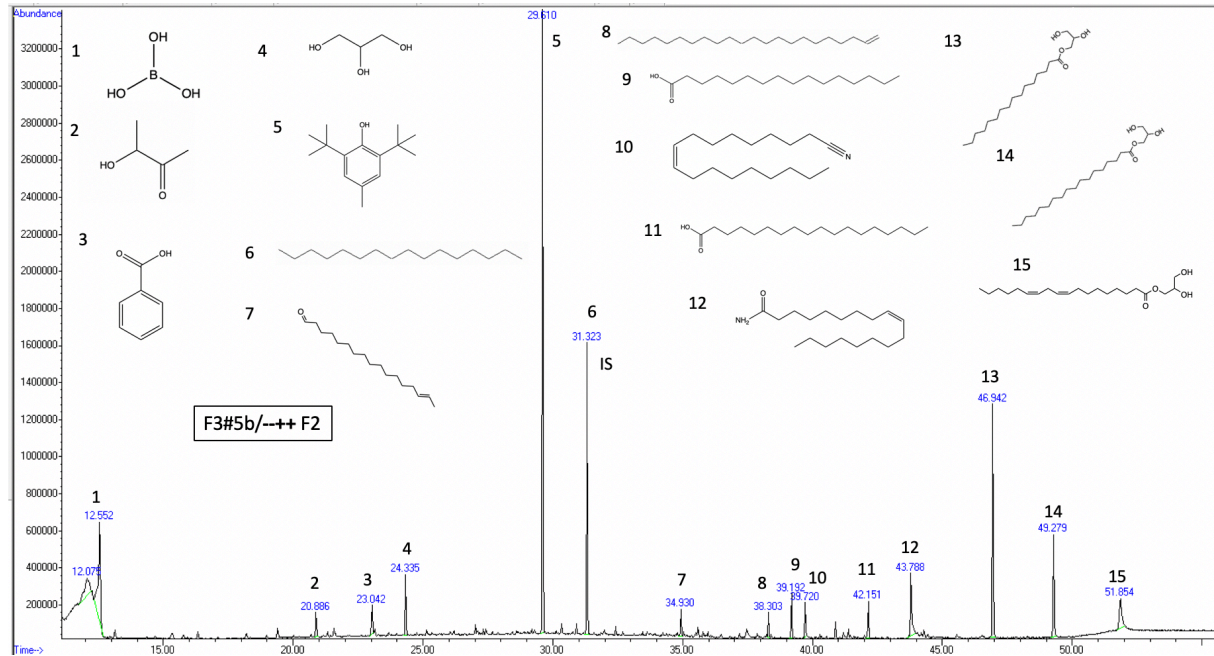 Abundance
3200000
3000000
2800000
2600000
2400000
2200000
2000000
1800000
1600000
1400000
1200000
1000000
800000
600000
400000
200000
Time-->
15.00
20.00
25.00
30.00
35.00
40.00
45.00
50.00
1
OH
B
HO
OH
2
HO
O
3
O
OH
4
HO
OH
OH
5
OH
6
7
O
8
9
HO
O
10
N
11
HO
O
12
O
NH2
13
HO
OH
O
O
14
HO
OH
O
O
15
OH
O
OH
O
F3#5b/--++ F2
12.075
1
12.552
2
20.886
3
23.042
4
24.335
29.610
5
6
31.323
IS
7
34.930
8
38.303
9
39.192
10
39.720
11
42.151
12
43.788
13
46.942
14
49.279
15
51.854